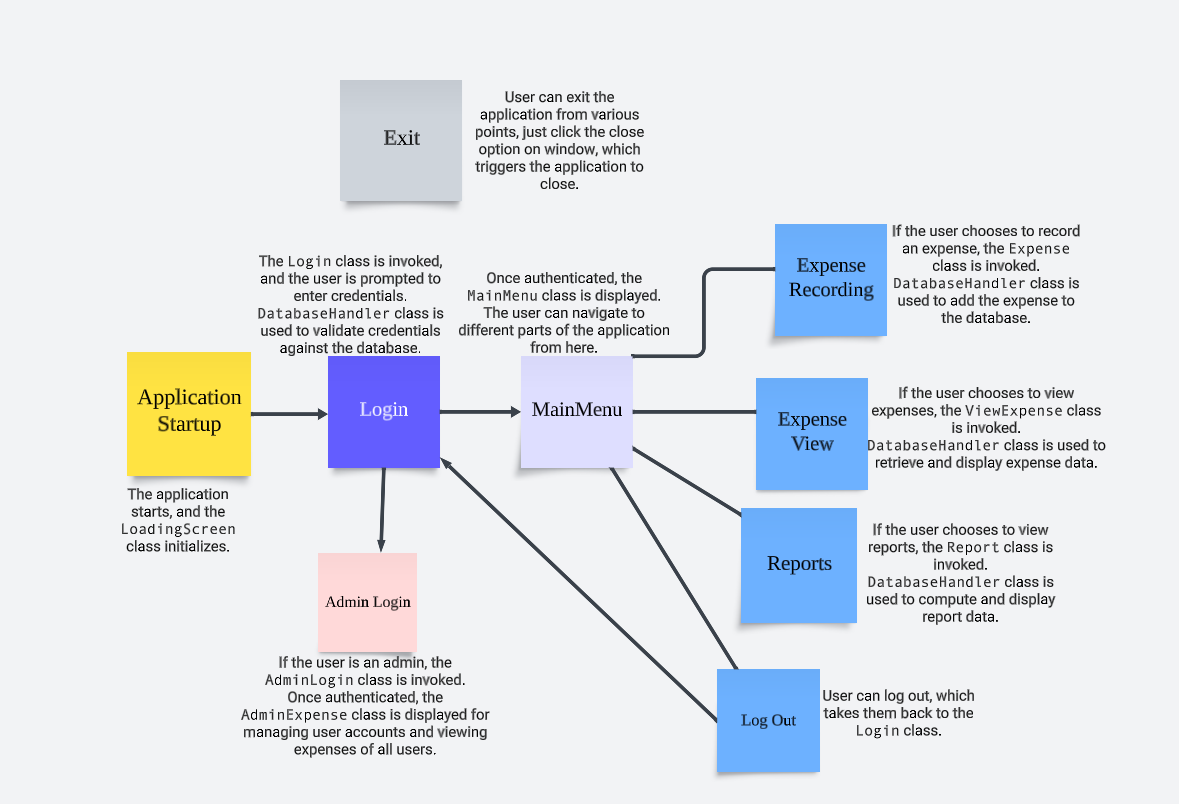 Exit
User can exit the
application from various
points, just click the close
option on window, which
triggers the application to
close.
The Login class is invoked,
and the user is prompted to
enter credentials.
DatabaseHandler class is
used to validate credentials
against the database.
Once authenticated, the
MainMenu class is displayed.
The user can navigate to
different parts of the application
from here.
Expense
Recording
If the user chooses to record
an expense, the Expense
class is invoked.
DatabaseHandler class is
used to add the expense to
the database.
Application
Startup
The application
starts, and the
LoadingScreen
class initializes.
Login
MainMenu
Expense
View
If the user chooses to view
expenses, the ViewExpense class
is invoked.
DatabaseHandler class is used to
retrieve and display expense data.
Reports
If the user chooses to view
reports, the Report class is
invoked.
DatabaseHandler class is
used to compute and display
report data.
Admin Login
If the user is an admin, the
AdminLogin class is invoked.
Once authenticated, the
AdminExpense class is displayed for
managing user accounts and viewing
expenses of all users.
Log Out
User can log out, which
takes them back to the
Login class.